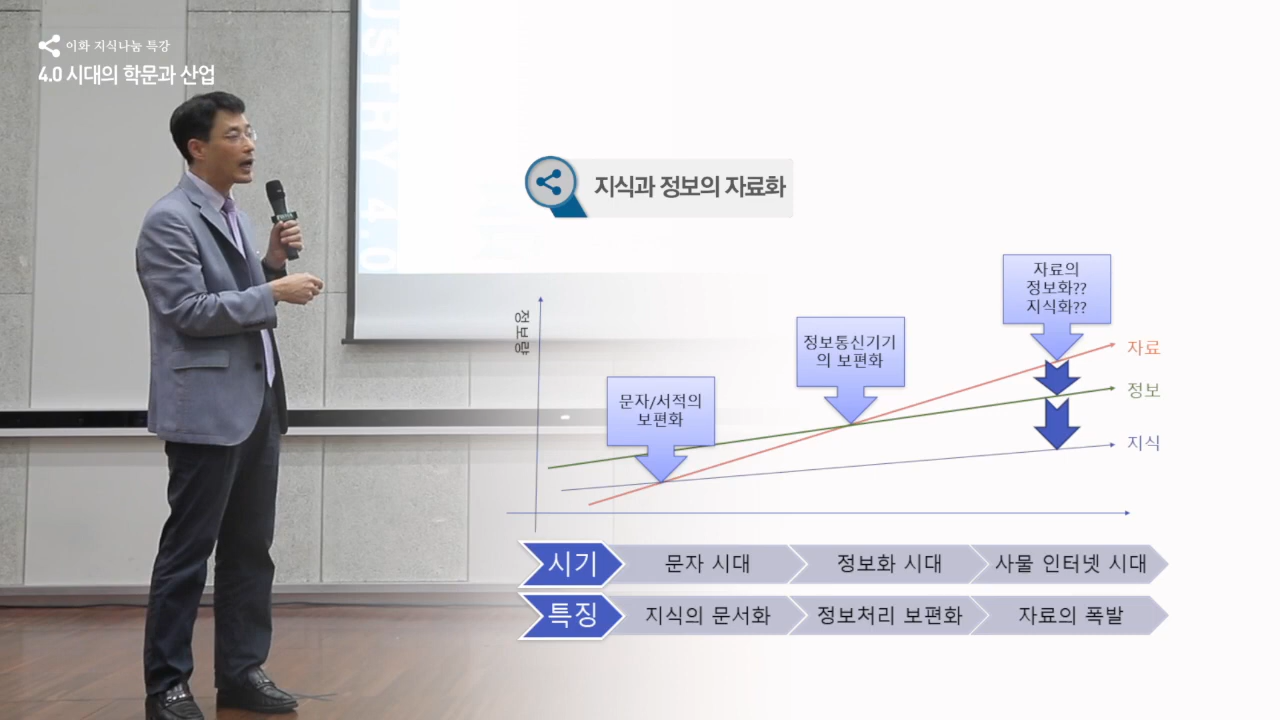 이화 지식나눔 특강
4.0 시대의 학문과 산업
USTRY 4.0
지식과 정보의 자료화
정보량
문자/서적의
보편화
정보통신기기
의 보편화
자료의
정보화??
지식화??
자료
정보
지식
시기
문자 시대
정보화 시대
사물 인터넷 시대
특징
지식의 문서화
정보처리 보편화
자료의 폭발